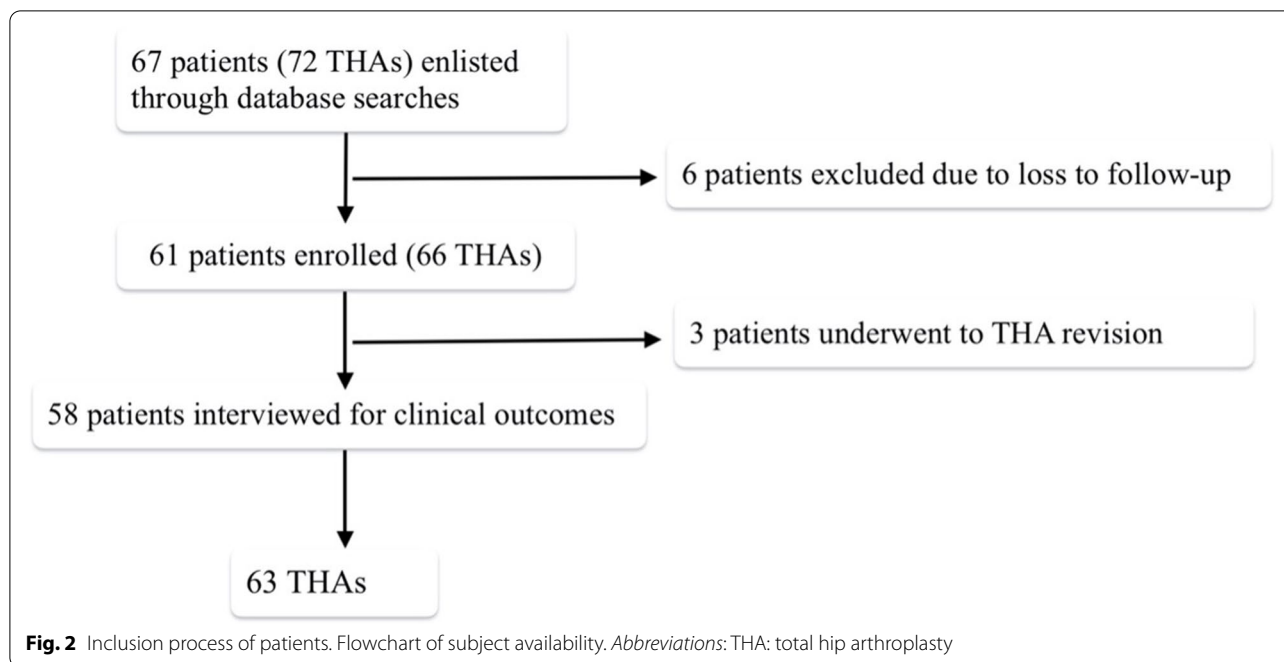 67 patients (72 THAs) enlisted
through database searches
6 patients excluded due to loss to follow-up
61 patients enrolled (66 THAs)
3 patients underwent to THA revision
58 patients interviewed for clinical outcomes
63 THAs
Fig. 2 Inclusion process of patients. Flowchart of subject availability. Abbreviations: THA: total hip arthroplasty